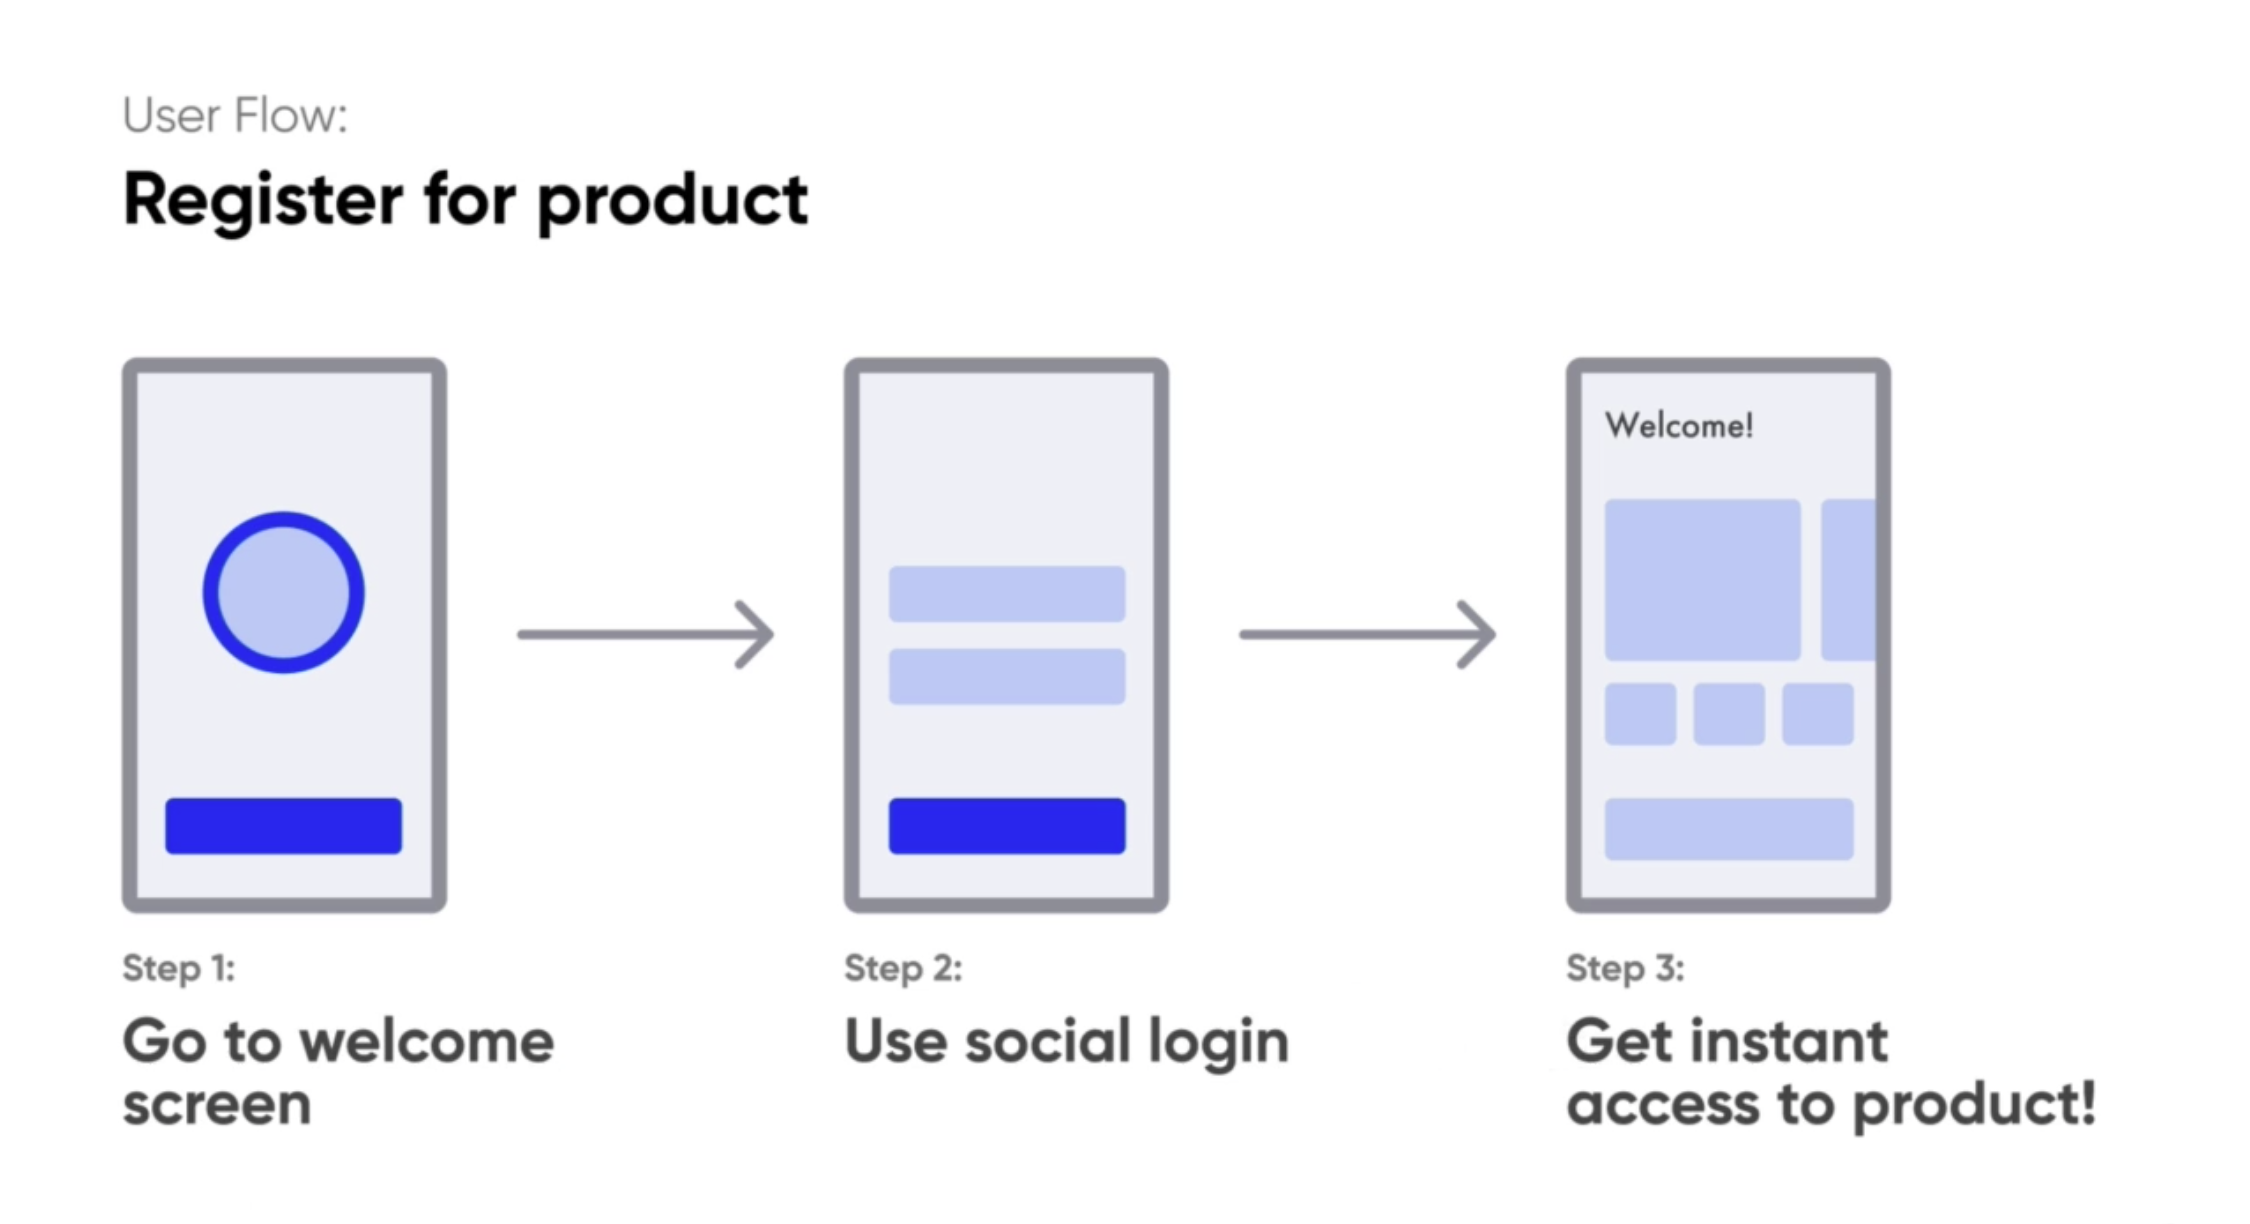 User Flow:
Register for product
Welcome!
Step 1:
Go to welcome
screen
Step 2:
Use social login
Step 3:
Get instant
access to product!